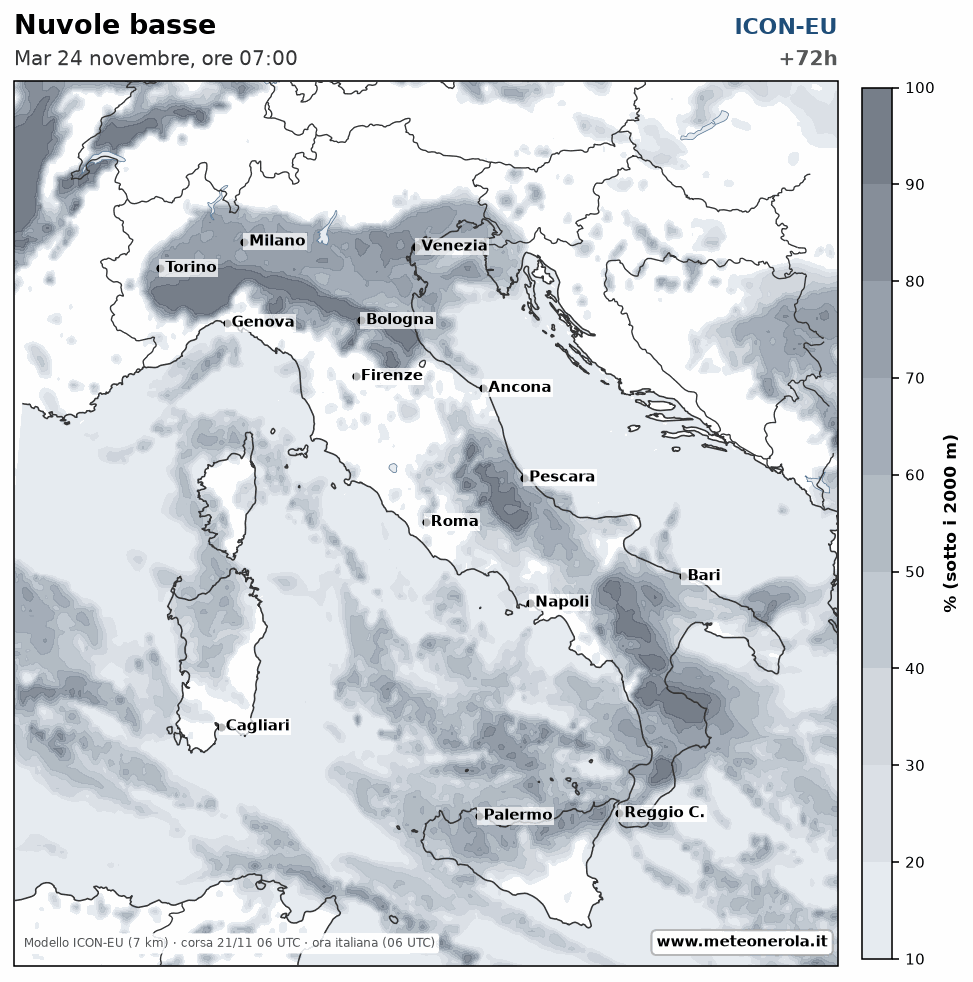 Nuvole basse
ICON-EU
Mar 24 novembre, ore 07:00
+72h
100
90
80
70
60
50
40
30
20
10
% (sotto i 2000 m)
Milano
Venezia
Torino
Genova
Bologna
Firenze
Ancona
Pescara
Roma
Bari
Napoli
Cagliari
Palermo
Reggio C.
Modello ICON-EU (7 km) · corsa 21/11 06 UTC · ora italiana (06 UTC)
www.meteonerola.it